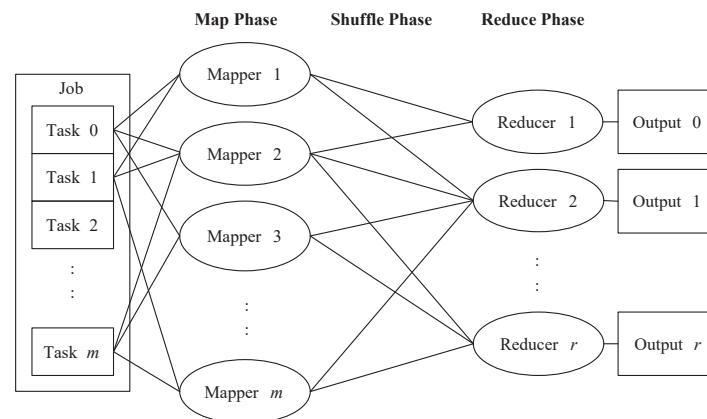 Map Phase
Shuffle Phase
Reduce Phase
Job
Task 0
Task 1
Task 2
: :
Task m
Mapper 1
Mapper 2
Mapper 3
: :
Mapper m
Reducer 1
Reducer 2
: :
Reducer r
Output 0
Output 1
Output r